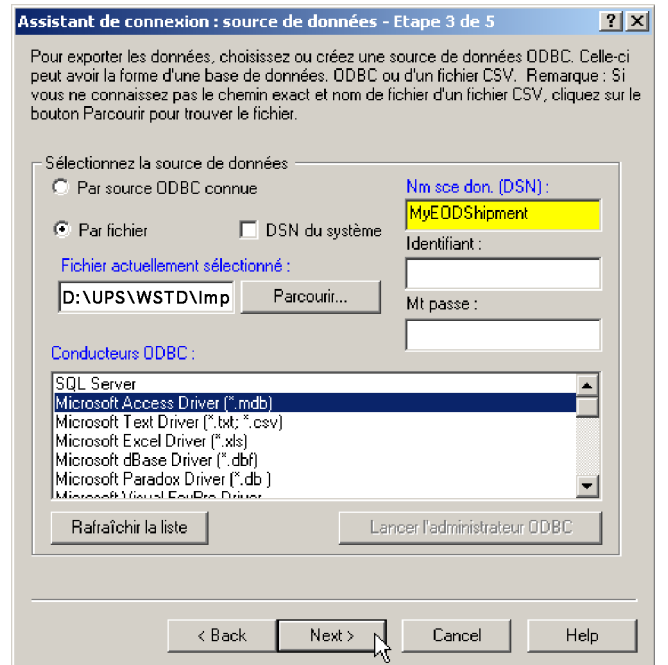 Assistant de connexion : source de données - Etape 3 de 5
Pour exporter les données, choisissez ou créez une source de données ODBC. Celle-ci
peut avoir la forme d'une base de données. ODBC ou d'un fichier CSV. Remarque : Si
vous ne connaissez pas le chemin exact et nom de fichier d'un fichier CSV, cliquez sur le
bouton Parcourir pour trouver le fichier.
Sélectionnez la source de données
Par source ODBC connue
Nm sce don. (DSN) :
MyEODShipment
Par fichier
DSN du système
Identifiant :
Fichier actuellement sélectionné :
D:\UPS\WSTD\Imp
Parcourir...
Mt passe :
Conducteurs ODBC :
SQL Server
Microsoft Access Driver (*.mdb)
Microsoft Text Driver (*.txt; *.csv)
Microsoft Excel Driver (*.xls)
Microsoft dBase Driver (*.dbf)
Microsoft Paradox Driver (*.db )
Microsoft Visual FoxPro Driver
Rafraîchir la liste
Lancer l'administrateur ODBC
< Back
Next >
Cancel
Help